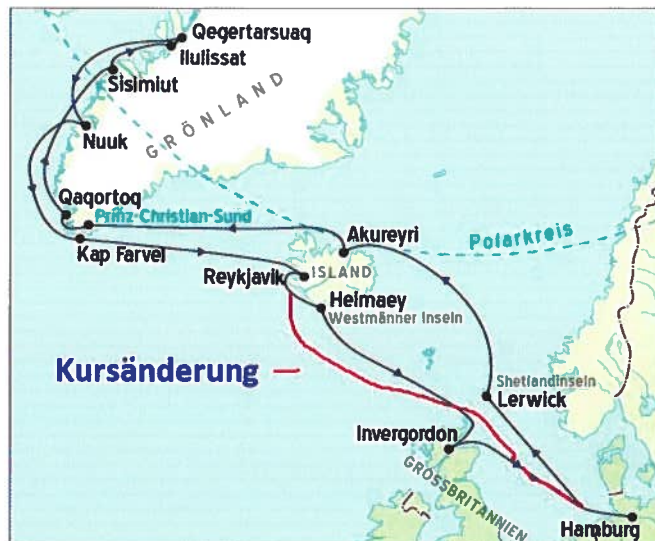 Qegertarsuaq
Ilulissat
Sisimiut
GRÖNLAND
Nuuk
Qaqortoq
Prinz-Christian-Sund
Kap Farvel
Akureyri
Polarkreis
Reykjavik
ISLAND
Heimaey
Westmänner Inseln
Kursänderung
Shetlandinseln
Lerwick
Invergordon
GROSSBRITANNIEN
Hamburg